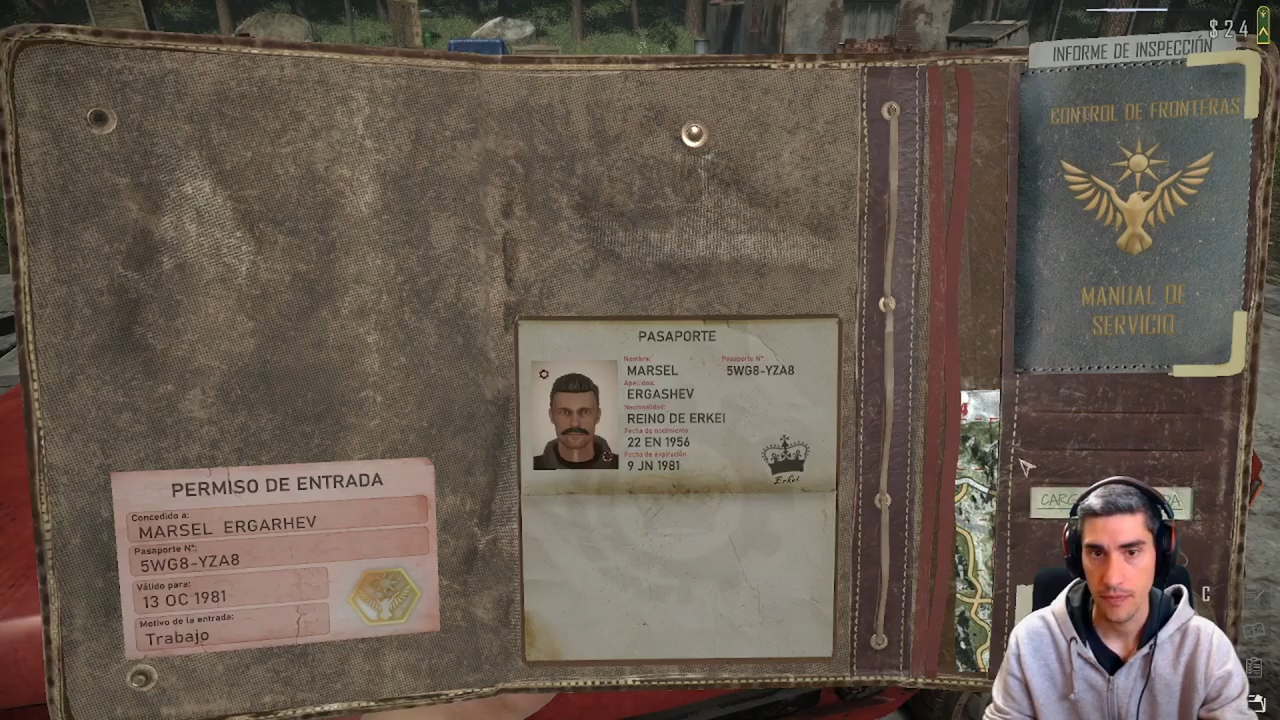 $24
INFORME DE INSPECCIÓN
CONTROL DE FRONTERAS
MANUAL DE
SERVICIO
PASAPORTE
Nombre:
MARSEL
Pasaporte Nº:
5WG8-YZA8
Apellidos:
ERGASHEV
Nacionalidad:
REINO DE ERKEI
Fecha de nacimiento:
22 EN 1956
Fecha de expiración:
9 JN 1981
Erkei
PERMISO DE ENTRADA
Concedido a:
MARSEL ERGARHEV
Pasaporte Nº:
5WG8-YZA8
Válido para:
13 OC 1981
Motivo de la entrada:
Trabajo
C